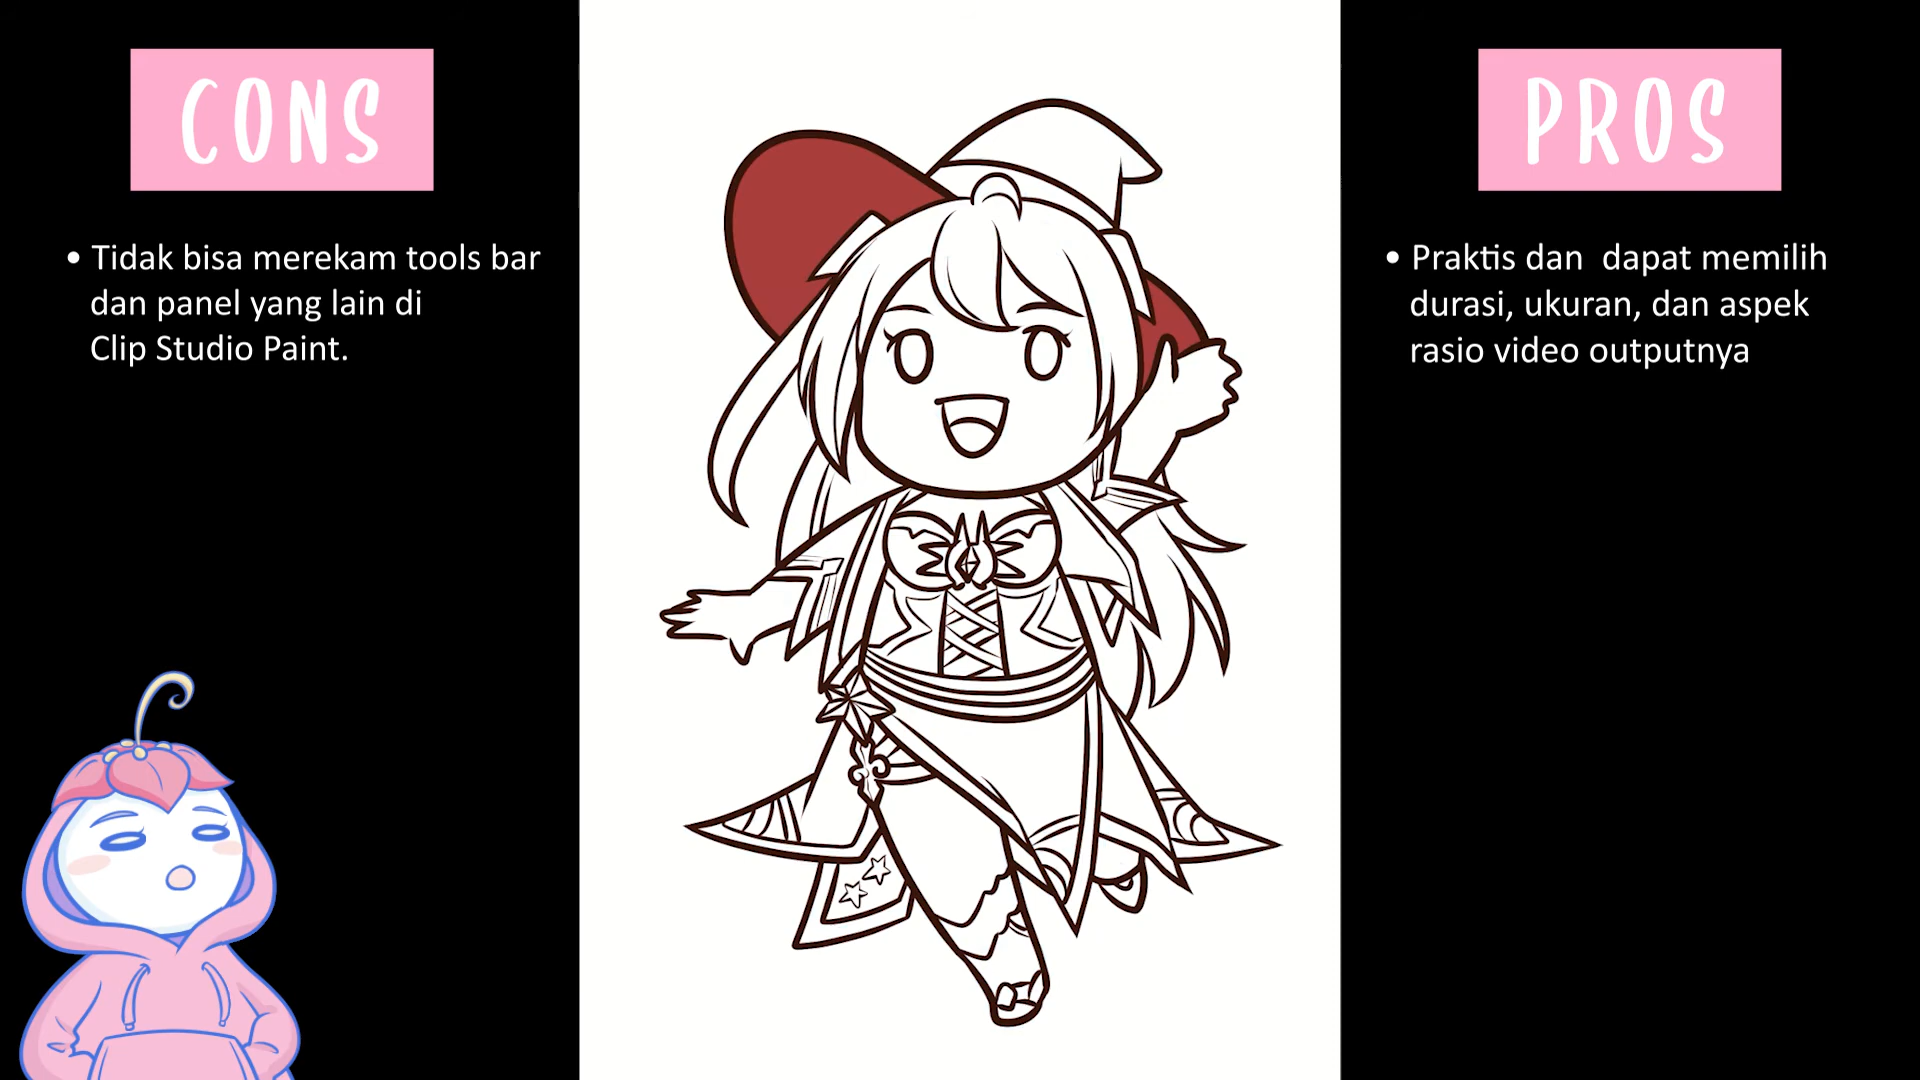 CONS
• Tidak bisa merekam tools bar
dan panel yang lain di
Clip Studio Paint.
PROS
• Praktis dan  dapat memilih
durasi, ukuran, dan aspek
rasio video outputnya